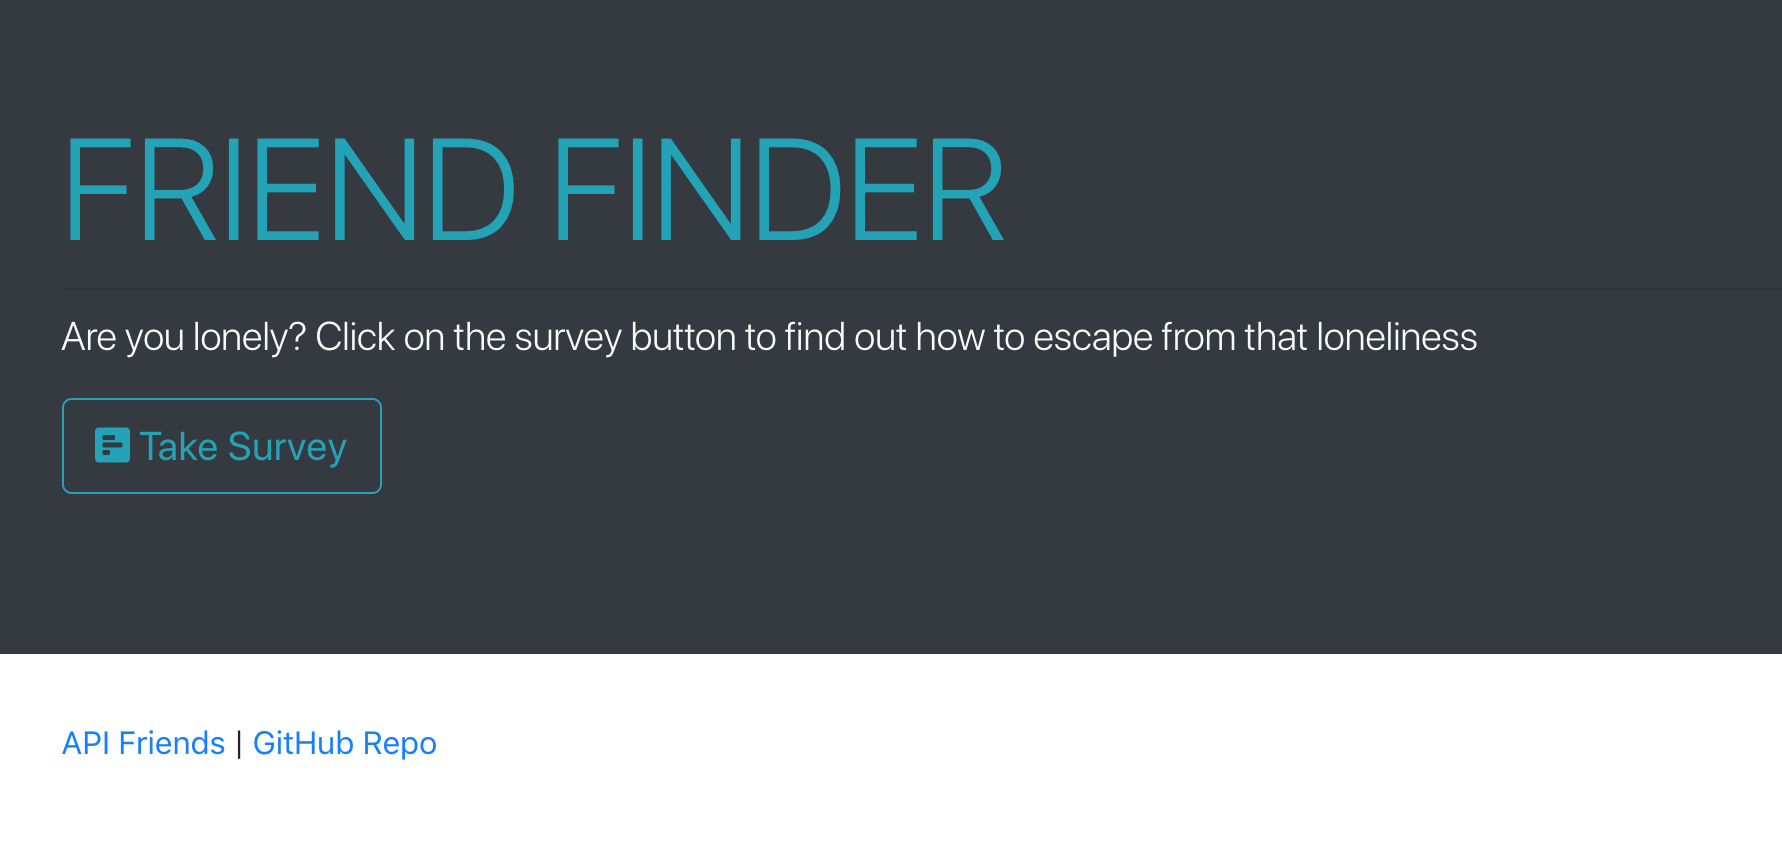 FRIEND FINDER
Are you lonely? Click on the survey button to find out how to escape from that loneliness
Take Survey
API Friends | GitHub Repo